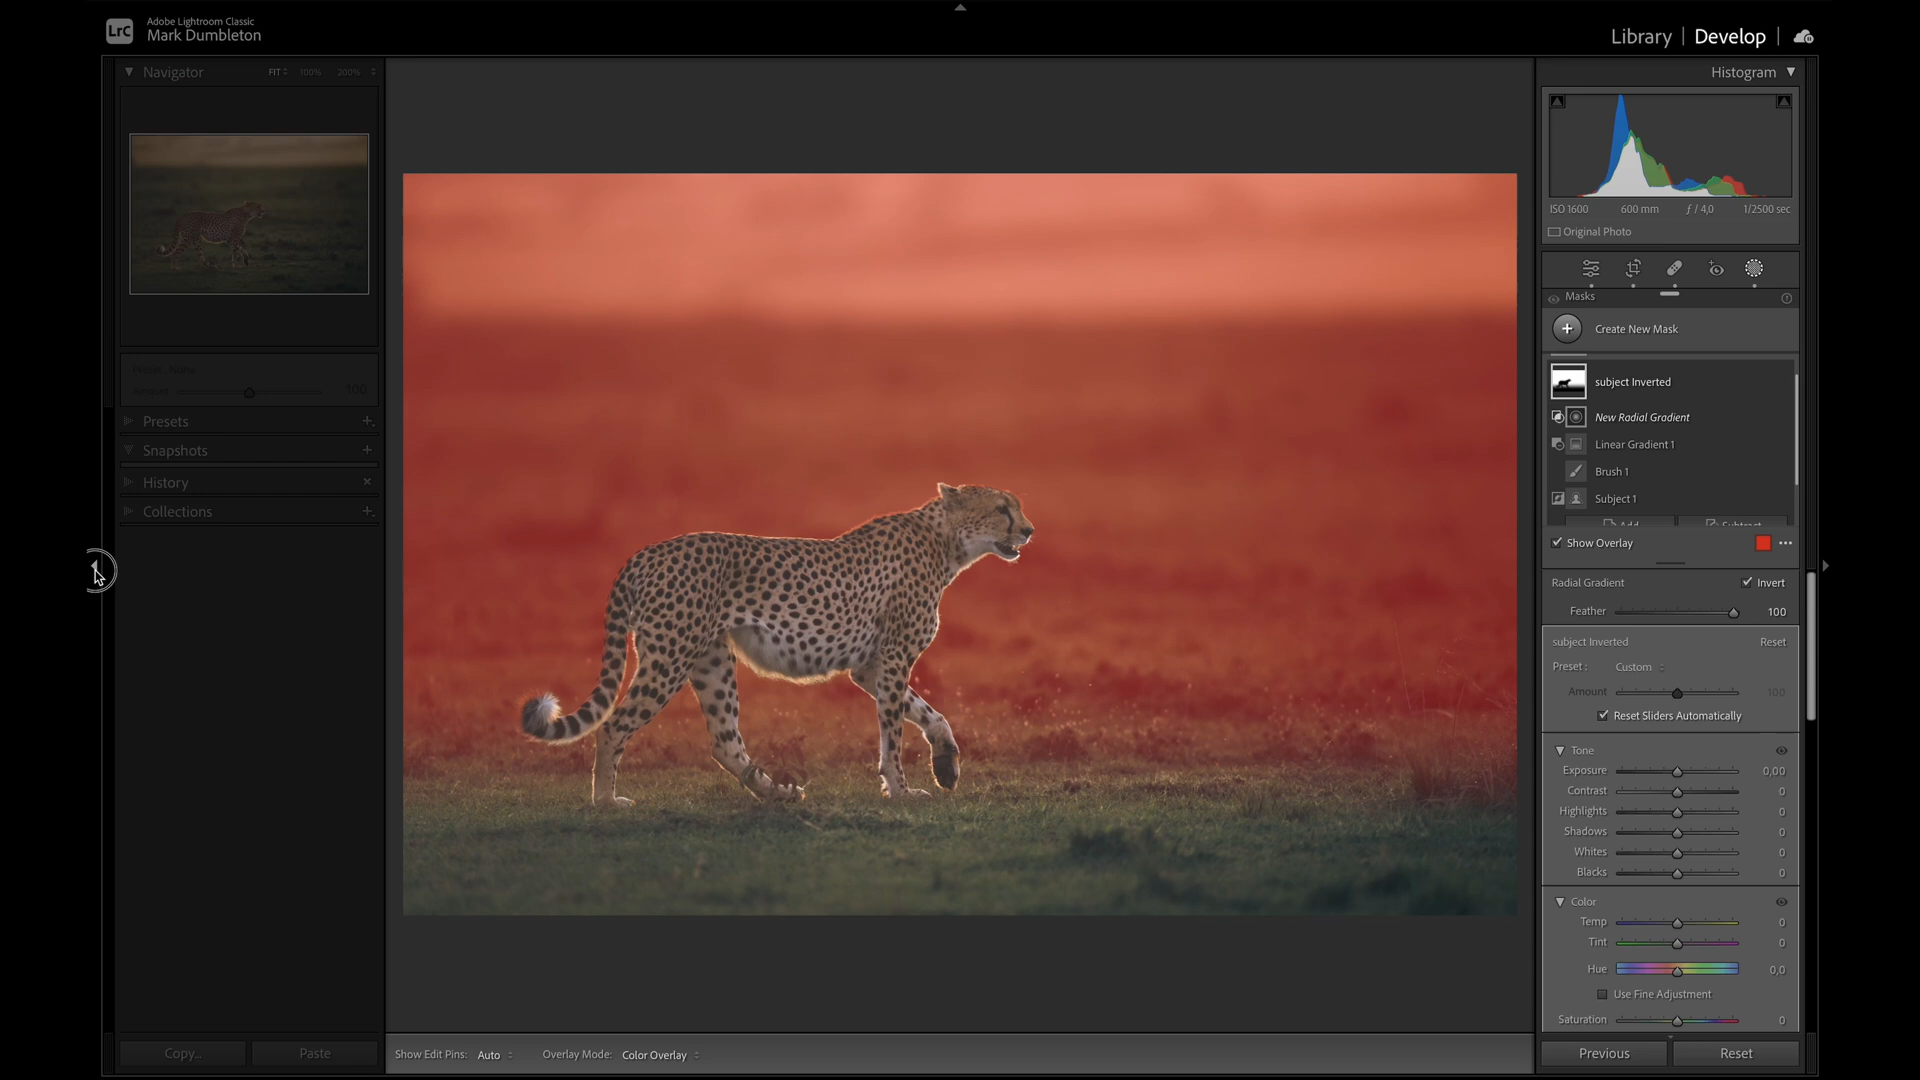 LrC
Adobe Lightroom Classic
Mark Dumbleton
Library | Develop |
Navigator FIT 100% 200%
Preset: None
Amount 100
Presets
Snapshots
History
Collections
Copy... Paste
Show Edit Pins: Auto Overlay Mode: Color Overlay
Histogram
ISO 1600 600 mm ƒ / 4,0 1/2500 sec
Original Photo
Masks
Create New Mask
subject Inverted
New Radial Gradient
Linear Gradient 1
Brush 1
Subject 1
Add Subtract
Show Overlay
Radial Gradient Invert
Feather 100
subject Inverted Reset
Preset: Custom
Amount 100
Reset Sliders Automatically
Tone
Exposure 0,00
Contrast 0
Highlights 0
Shadows 0
Whites 0
Blacks 0
Color
Temp 0
Tint 0
Hue 0,0
Use Fine Adjustment
Saturation 0
Previous Reset